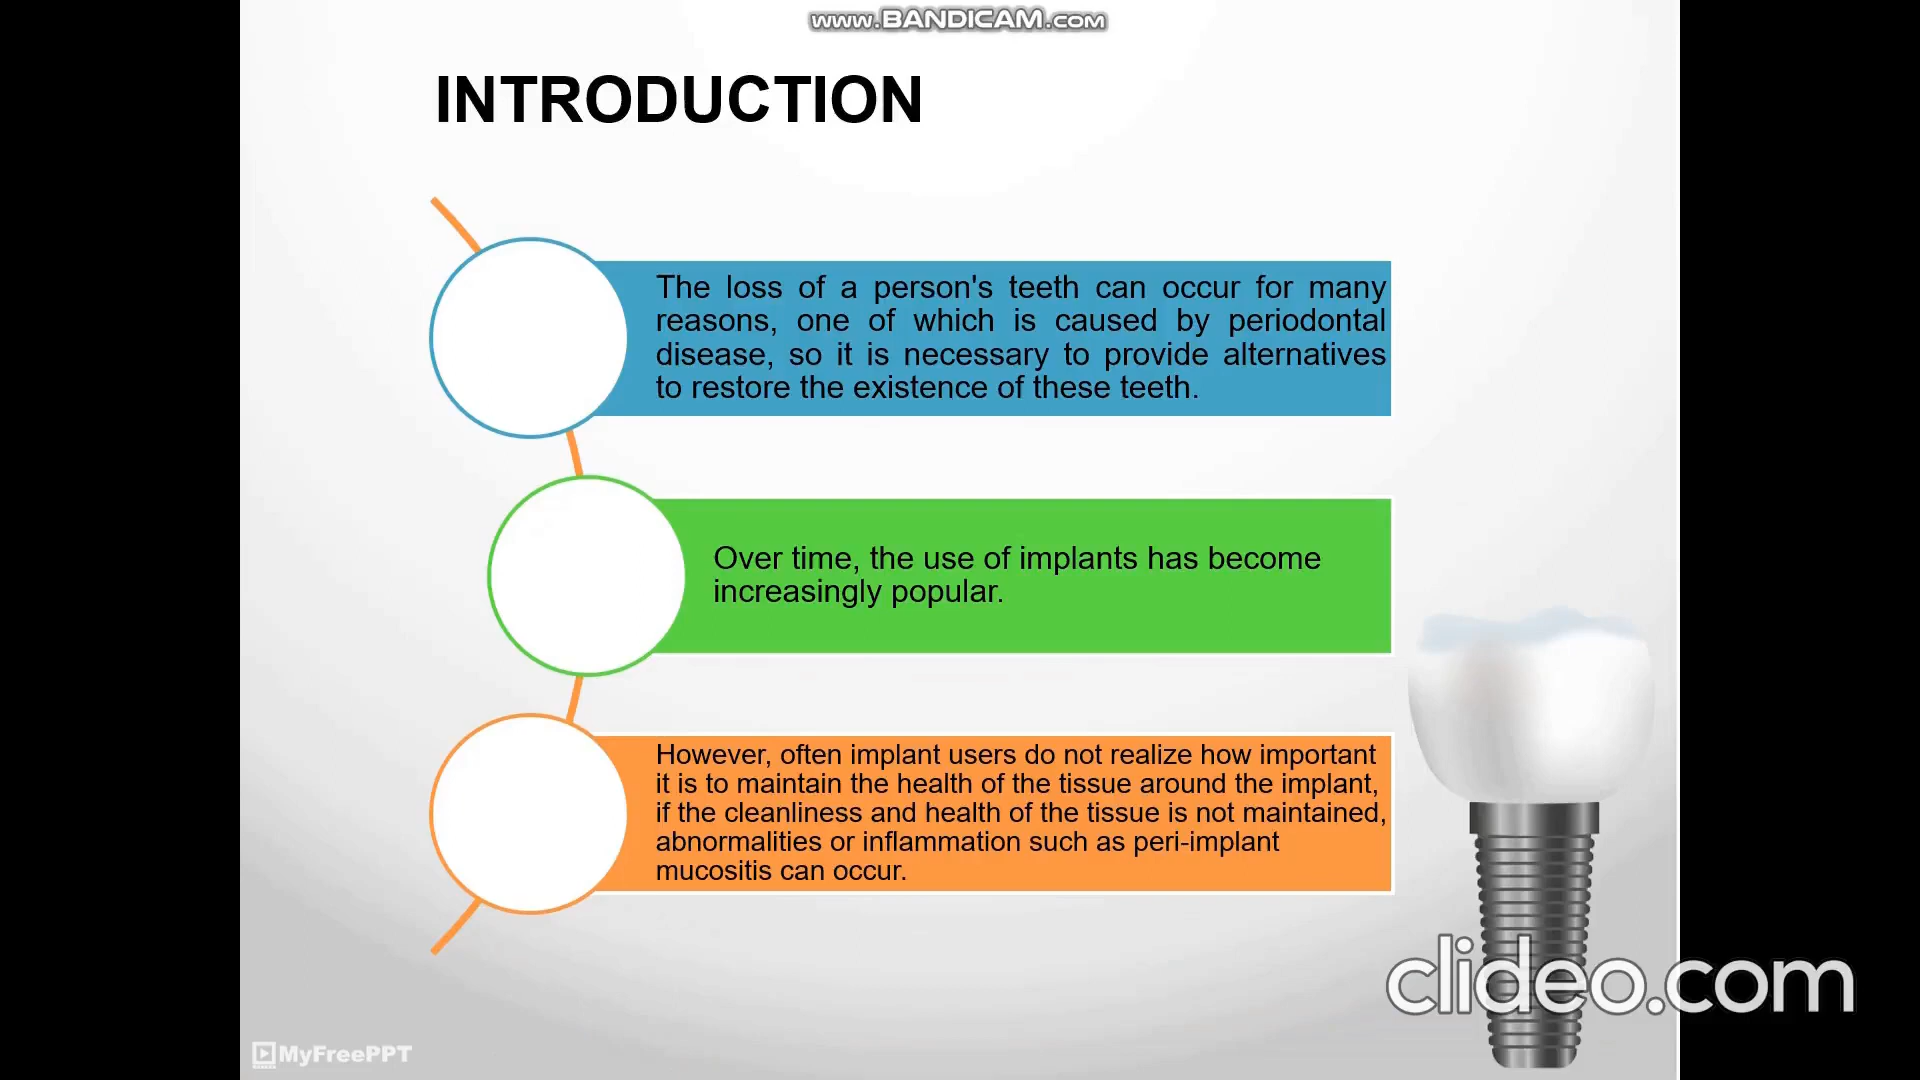 www.BANDICAM.com
INTRODUCTION
The loss of a person's teeth can occur for many
reasons, one of which is caused by periodontal
disease, so it is necessary to provide alternatives
to restore the existence of these teeth.
Over time, the use of implants has become
increasingly popular.
However, often implant users do not realize how important
it is to maintain the health of the tissue around the implant,
if the cleanliness and health of the tissue is not maintained,
abnormalities or inflammation such as peri-implant
mucositis can occur.
clideo.com
MyFreePPT